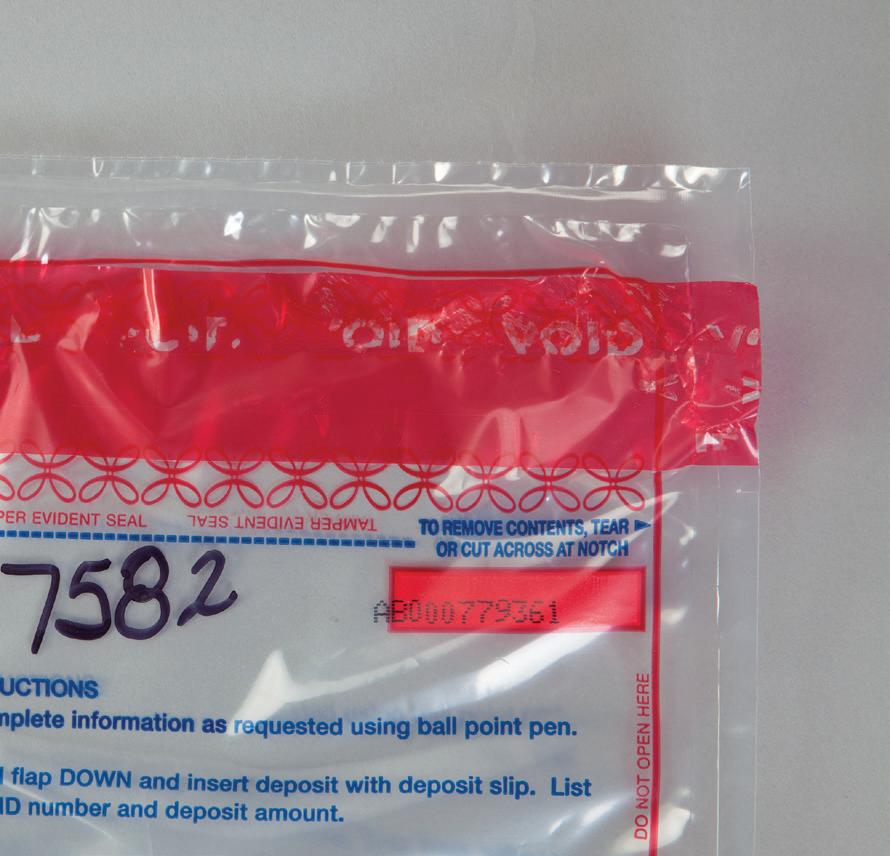 VOID
PER EVIDENT SEAL TAMPER EVIDENT SEAL
TO REMOVE CONTENTS, TEAR
OR CUT ACROSS AT NOTCH
7582
AB000779361
UCTIONS
mplete information as requested using ball point pen.
flap DOWN and insert deposit with deposit slip. List
ID number and deposit amount.
DO NOT OPEN HERE